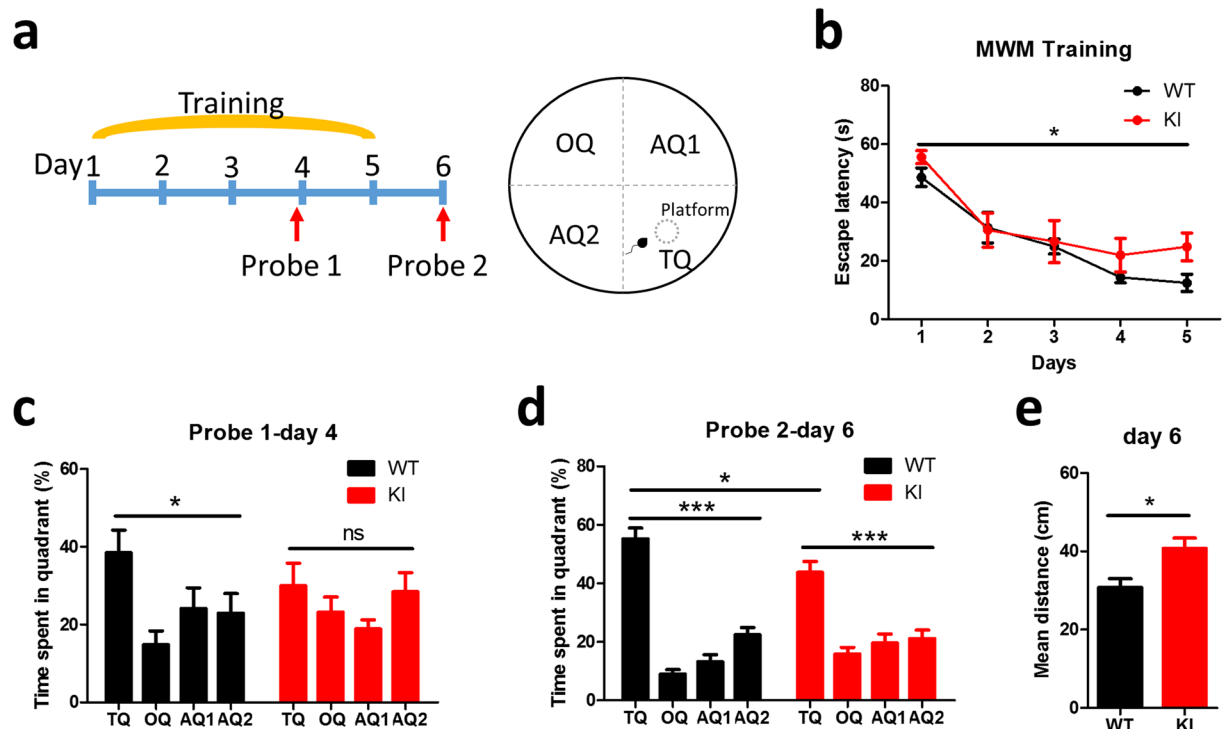 a
Training
Day 1 2 3 4 5 6
Probe 1 Probe 2
OQ AQ1
AQ2 Platform
TQ
b
MWM Training
WT
KI
*
Escape latency (s)
80
60
40
20
0
1 2 3 4 5
Days
c
Probe 1-day 4
WT
KI
* ns
Time spent in quadrant (%)
60
40
20
0
TQ OQ AQ1 AQ2 TQ OQ AQ1 AQ2
d
Probe 2-day 6
WT
KI
*
*** ***
Time spent in quadrant (%)
80
60
40
20
0
TQ OQ AQ1 AQ2 TQ OQ AQ1 AQ2
e
day 6
*
Mean distance (cm)
60
40
20
0
WT KI